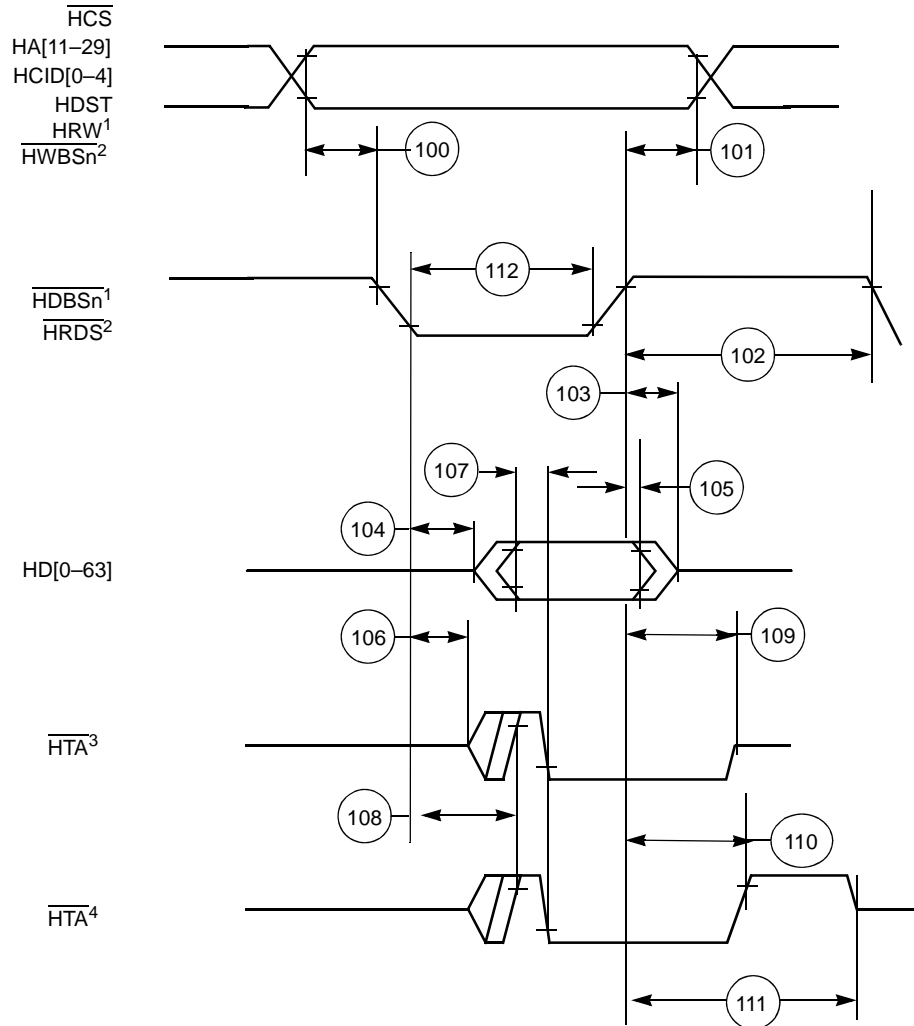 HCS
HA[11–29]
HCID[0–4]
HDST
HRW1
HWBSn2
100
101
112
HDBSn1
HRDS2
102
103
107
105
104
HD[0–63]
106
109
HTA3
108
110
HTA4
111